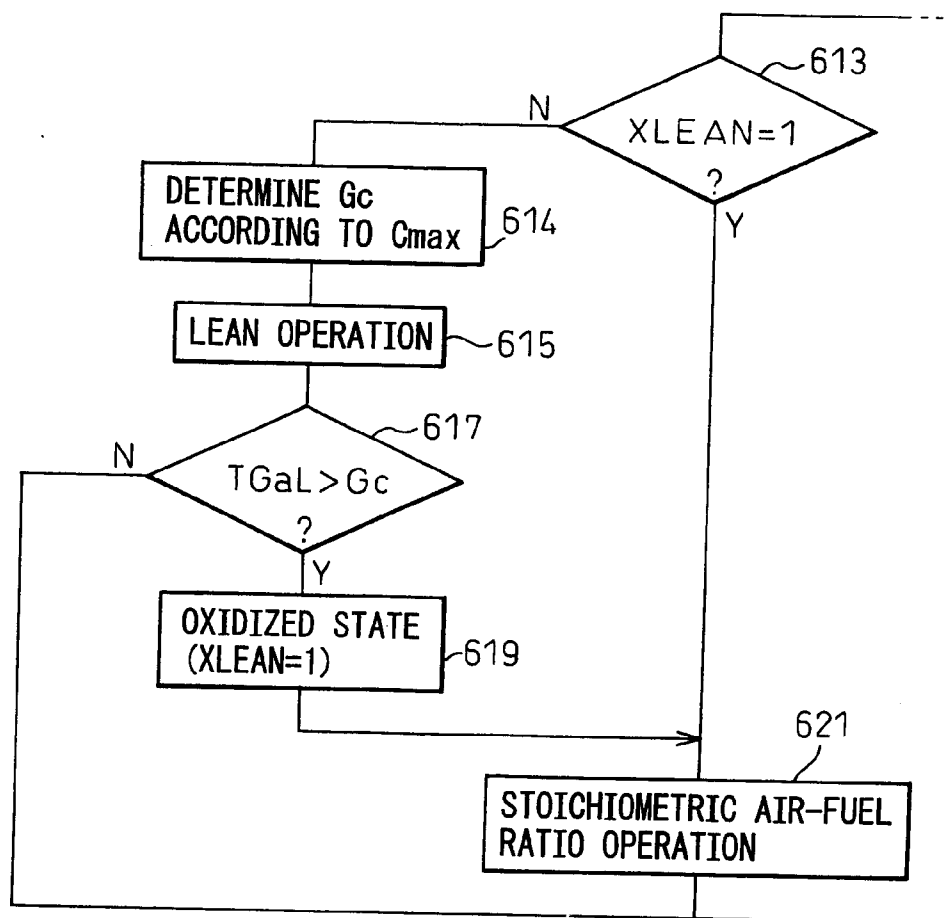 613
N
XLEAN=1
?
Y
DETERMINE Gc
ACCORDING TO Cmax
614
LEAN OPERATION
615
617
N
TGaL>Gc
?
Y
OXIDIZED STATE
(XLEAN=1)
619
621
STOICHIOMETRIC AIR-FUEL
RATIO OPERATION